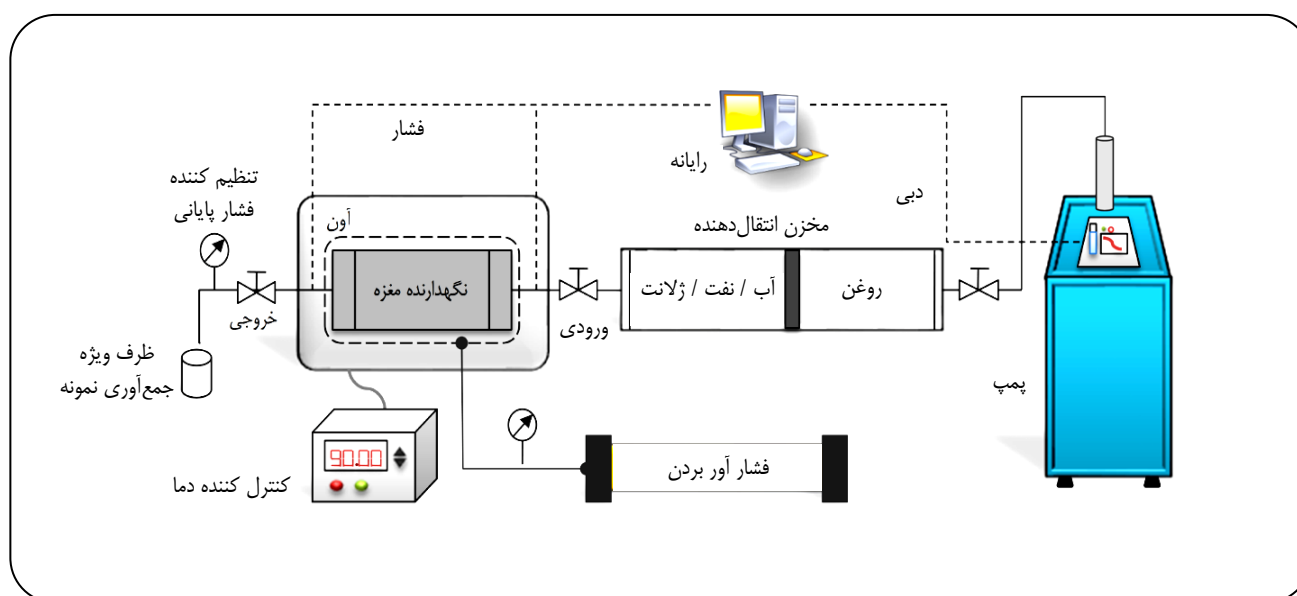 فشار
رایانه
دبی
تنظیم کننده
فشار پایانی
آون
مخزن انتقال‌دهنده
نگهدارنده مغزه
آب / نفت / ژلانت
روغن
خروجی
ورودی
ظرف ویژه
جمع‌آوری نمونه
پمپ
90.00
کنترل کننده دما
فشار آور بردن